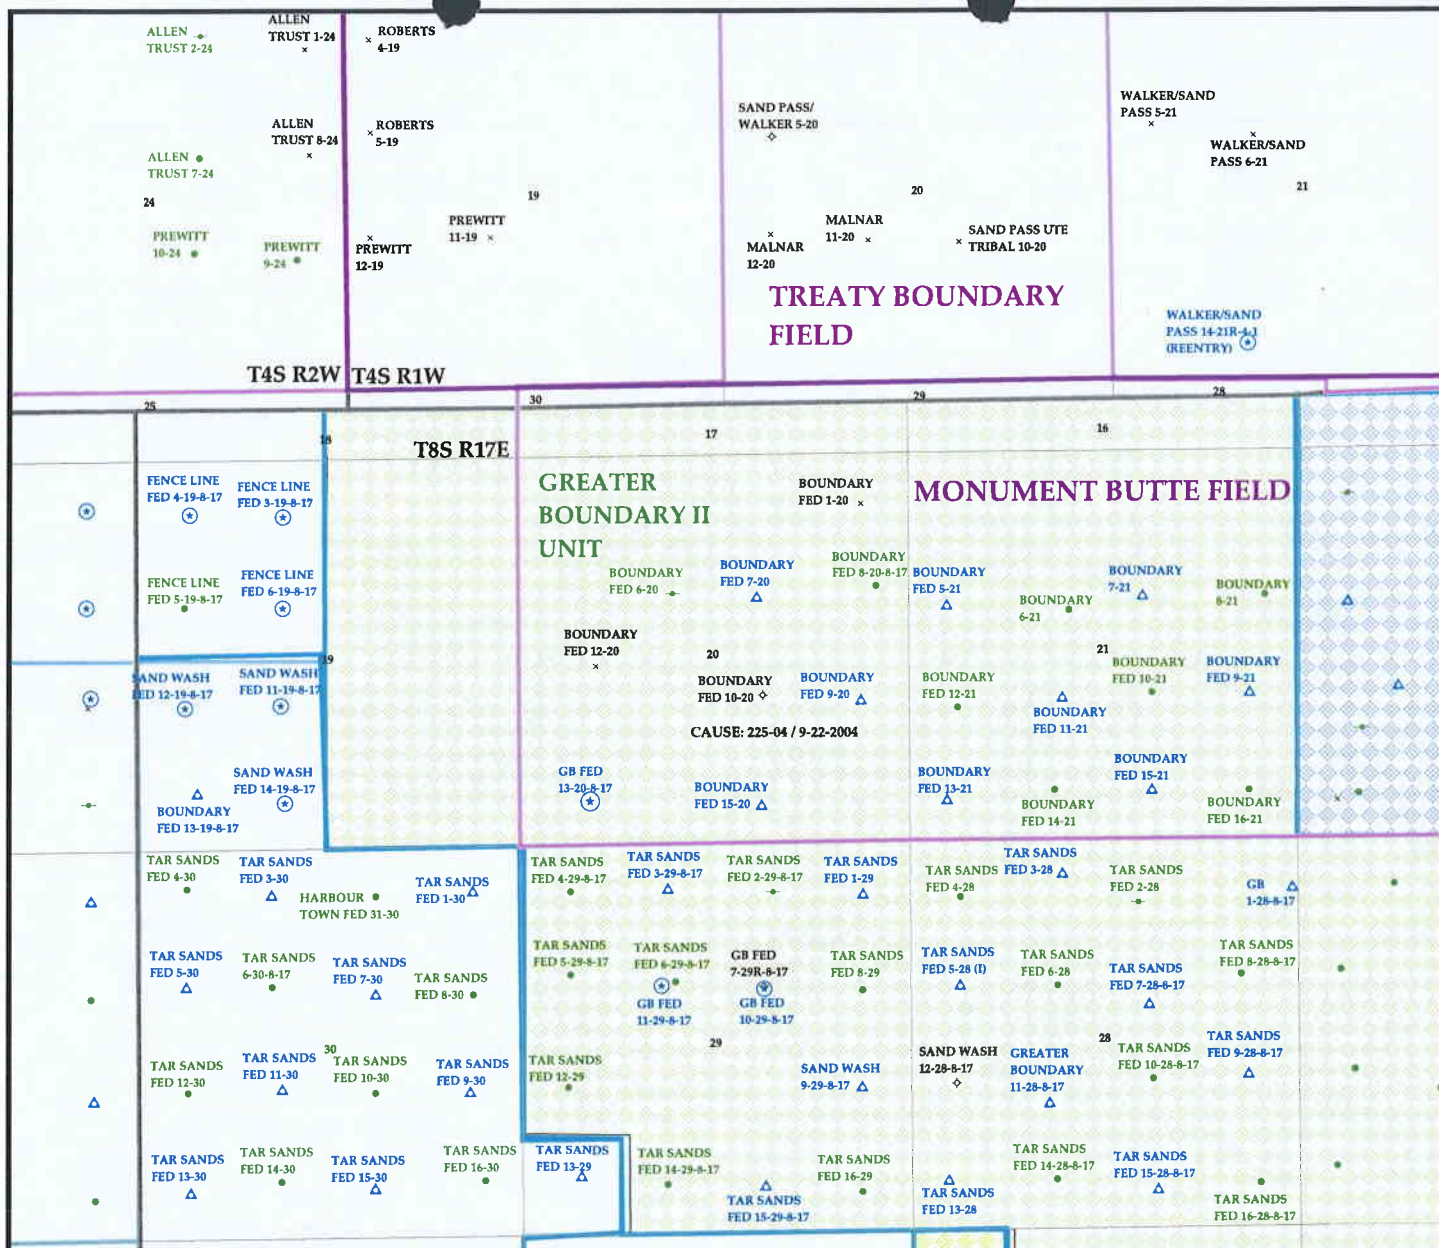 ALLEN
TRUST 2-24
ALLEN
TRUST 1-24
ROBERTS
4-19
ALLEN
TRUST 8-24
ROBERTS
5-19
ALLEN
TRUST 7-24
24
PREWITT
10-24
PREWITT
9-24
PREWITT
12-19
PREWITT
11-19
19
SAND PASS/
WALKER 5-20
20
MALNAR
12-20
MALNAR
11-20
SAND PASS UTE
TRIBAL 10-20
WALKER/SAND
PASS 5-21
WALKER/SAND
PASS 6-21
21
TREATY BOUNDARY
FIELD
WALKER/SAND
PASS 14-21R-4-1
(REENTRY)
T4S R2W
T4S R1W
25
30
29
28
18
T8S R17E
17
16
FENCE LINE
FED 4-19-8-17
FENCE LINE
FED 3-19-8-17
GREATER
BOUNDARY II
UNIT
BOUNDARY
FED 1-20
MONUMENT BUTTE FIELD
FENCE LINE
FED 5-19-8-17
FENCE LINE
FED 6-19-8-17
BOUNDARY
FED 6-20
BOUNDARY
FED 7-20
BOUNDARY
FED 8-20-8-17
BOUNDARY
FED 5-21
BOUNDARY
6-21
BOUNDARY
7-21
BOUNDARY
8-21
BOUNDARY
FED 12-20
19
20
21
SAND WASH
FED 12-19-8-17
SAND WASH
FED 11-19-8-17
BOUNDARY
FED 10-20
BOUNDARY
FED 9-20
BOUNDARY
FED 12-21
BOUNDARY
FED 11-21
BOUNDARY
FED 10-21
BOUNDARY
FED 9-21
CAUSE: 225-04 / 9-22-2004
SAND WASH
FED 14-19-8-17
BOUNDARY
FED 13-19-8-17
GB FED
13-20-8-17
BOUNDARY
FED 15-20
BOUNDARY
FED 13-21
BOUNDARY
FED 14-21
BOUNDARY
FED 15-21
BOUNDARY
FED 16-21
TAR SANDS
FED 4-30
TAR SANDS
FED 3-30
HARBOUR
TOWN FED 31-30
TAR SANDS
FED 1-30
TAR SANDS
FED 4-29-8-17
TAR SANDS
FED 3-29-8-17
TAR SANDS
FED 2-29-8-17
TAR SANDS
FED 1-29
TAR SANDS
FED 4-28
TAR SANDS
FED 3-28
TAR SANDS
FED 2-28
GB
1-28-8-17
TAR SANDS
FED 5-30
TAR SANDS
6-30-8-17
TAR SANDS
FED 7-30
TAR SANDS
FED 8-30
TAR SANDS
FED 5-29-8-17
TAR SANDS
FED 6-29-8-17
GB FED
11-29-8-17
GB FED
7-29R-8-17
GB FED
10-29-8-17
TAR SANDS
FED 8-29
TAR SANDS
FED 5-28 (I)
TAR SANDS
FED 6-28
TAR SANDS
FED 7-28-8-17
TAR SANDS
FED 8-28-8-17
30
29
28
TAR SANDS
FED 12-30
TAR SANDS
FED 11-30
TAR SANDS
FED 10-30
TAR SANDS
FED 9-30
TAR SANDS
FED 12-29
SAND WASH
9-29-8-17
SAND WASH
12-28-8-17
GREATER
BOUNDARY
11-28-8-17
TAR SANDS
FED 10-28-8-17
TAR SANDS
FED 9-28-8-17
TAR SANDS
FED 13-30
TAR SANDS
FED 14-30
TAR SANDS
FED 15-30
TAR SANDS
FED 16-30
TAR SANDS
FED 13-29
TAR SANDS
FED 14-29-8-17
TAR SANDS
FED 15-29-8-17
TAR SANDS
FED 16-29
TAR SANDS
FED 13-28
TAR SANDS
FED 14-28-8-17
TAR SANDS
FED 15-28-8-17
TAR SANDS
FED 16-28-8-17